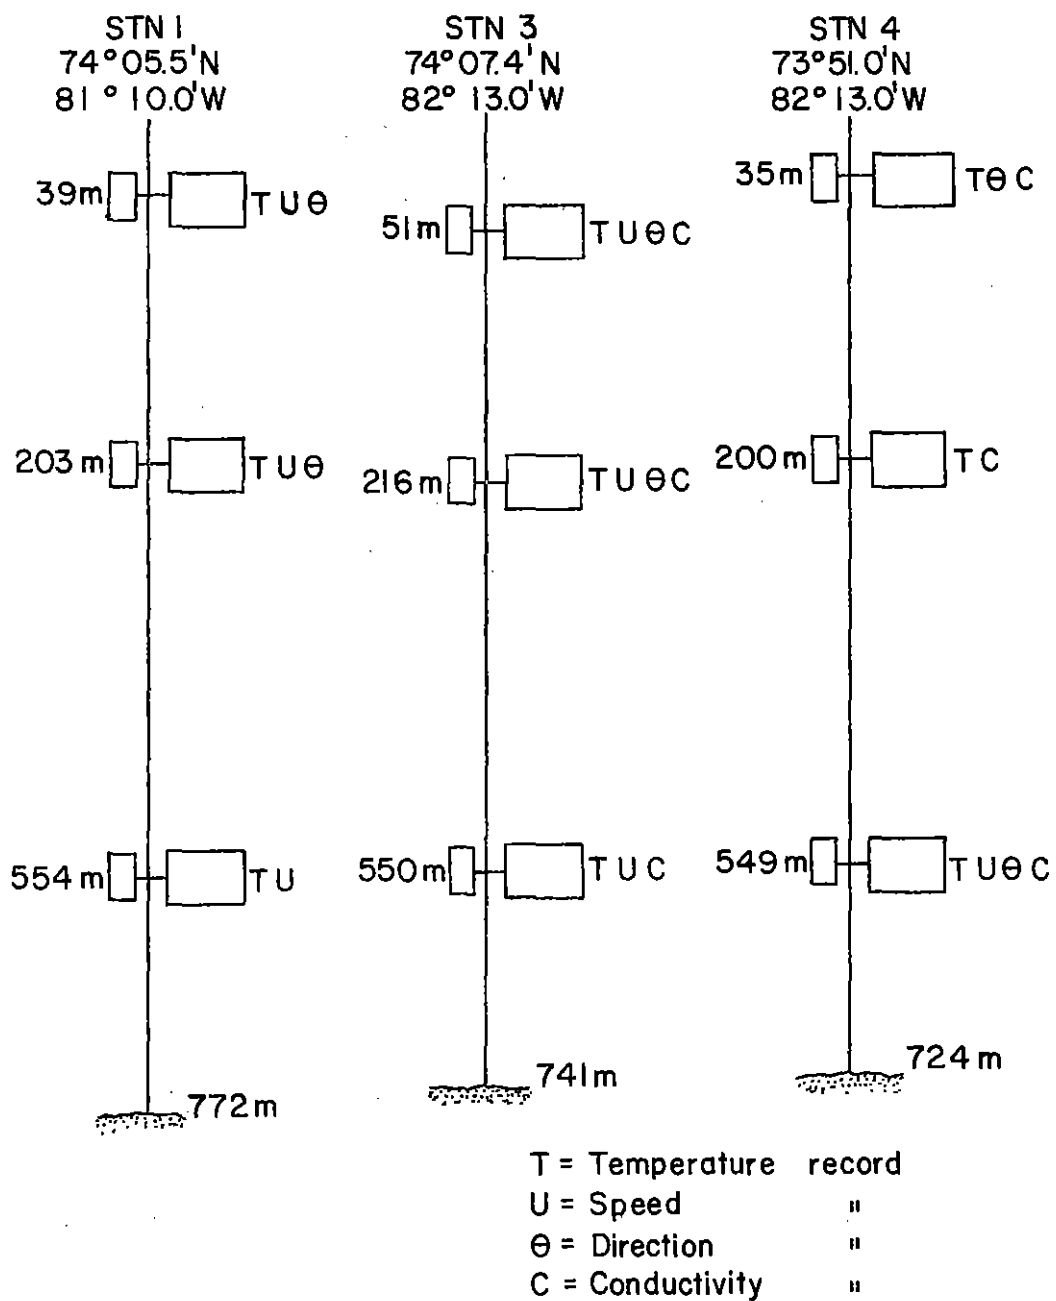 STN 1
74°05.5'N
81°10.0'W
39m
TUθ
203m
TUθ
554m
TU
772m
STN 3
74°07.4'N
82°13.0'W
51m
TUθC
216m
TUθC
550m
TUC
741m
STN 4
73°51.0'N
82°13.0'W
35m
TθC
200m
TC
549m
TUθC
724m
T = Temperature record
U = Speed "
θ = Direction "
C = Conductivity "